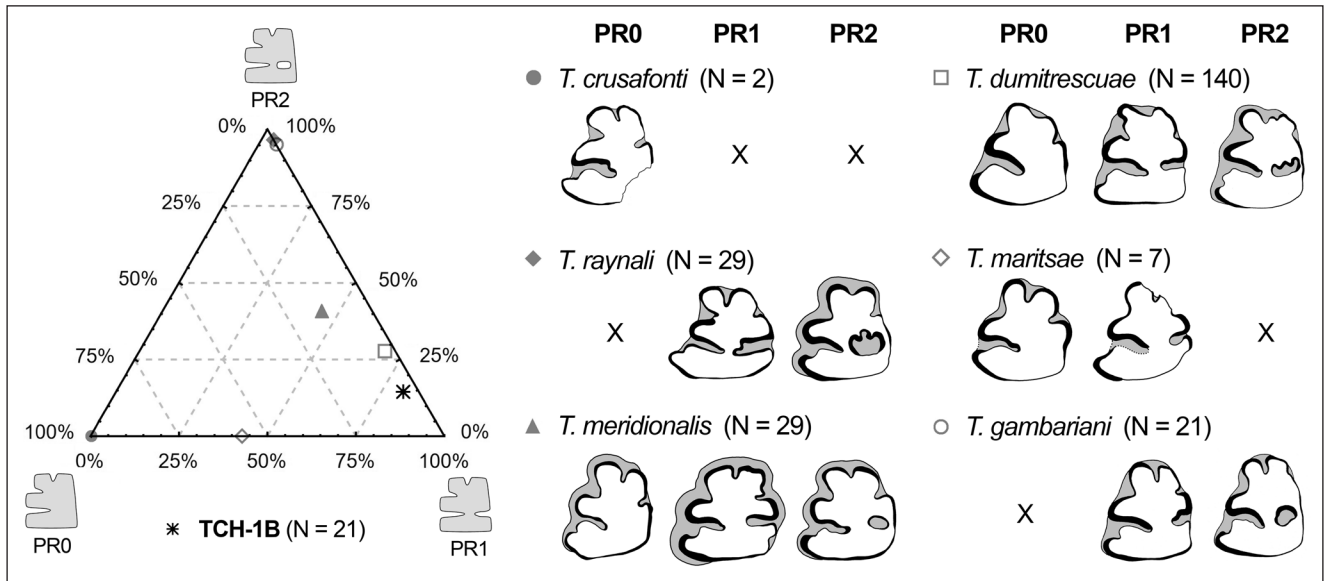 PR2
0% 100%
25% 75%
50% 50%
75% 25%
100% 0%
0% 25% 50% 75% 100%
PR0
PR1
TCH-1B (N = 21)
PR0 PR1 PR2
T. crusafonti (N = 2)
X X
T. raynali (N = 29)
X
T. meridionalis (N = 29)
PR0 PR1 PR2
T. dumitrescuae (N = 140)
T. maritsae (N = 7)
X
T. gambariani (N = 21)
X